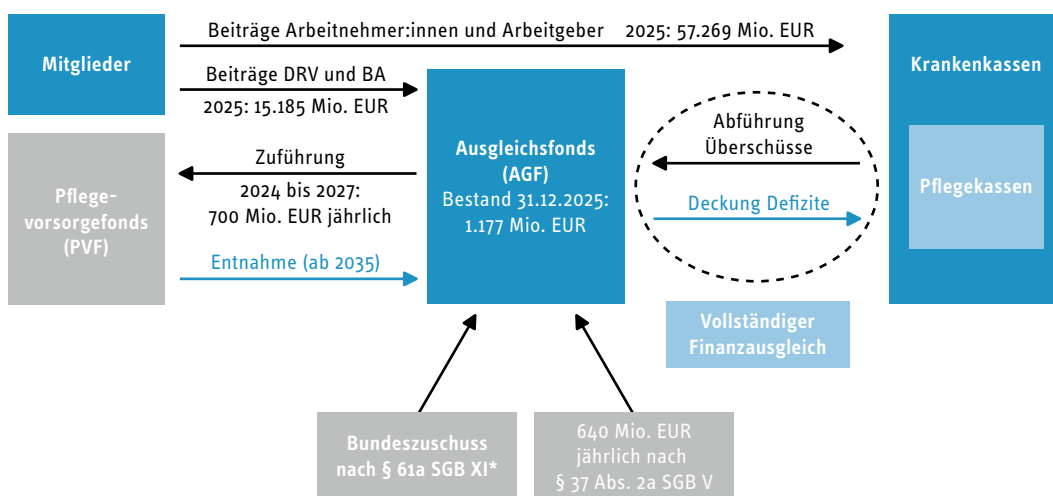 Mitglieder
Beiträge Arbeitnehmer:innen und Arbeitgeber 2025: 57.269 Mio. EUR
Krankenkassen
Beiträge DRV und BA
2025: 15.185 Mio. EUR
Pflege-
vorsorgefonds
(PVF)
Zuführung
2024 bis 2027:
700 Mio. EUR jährlich
Entnahme (ab 2035)
Ausgleichsfonds
(AGF)
Bestand 31.12.2025:
1.177 Mio. EUR
Abführung
Überschüsse
Deckung Defizite
Pflegekassen
Vollständiger
Finanzausgleich
Bundeszuschuss
nach § 61a SGB XI*
640 Mio. EUR
jährlich nach
§ 37 Abs. 2a SGB V